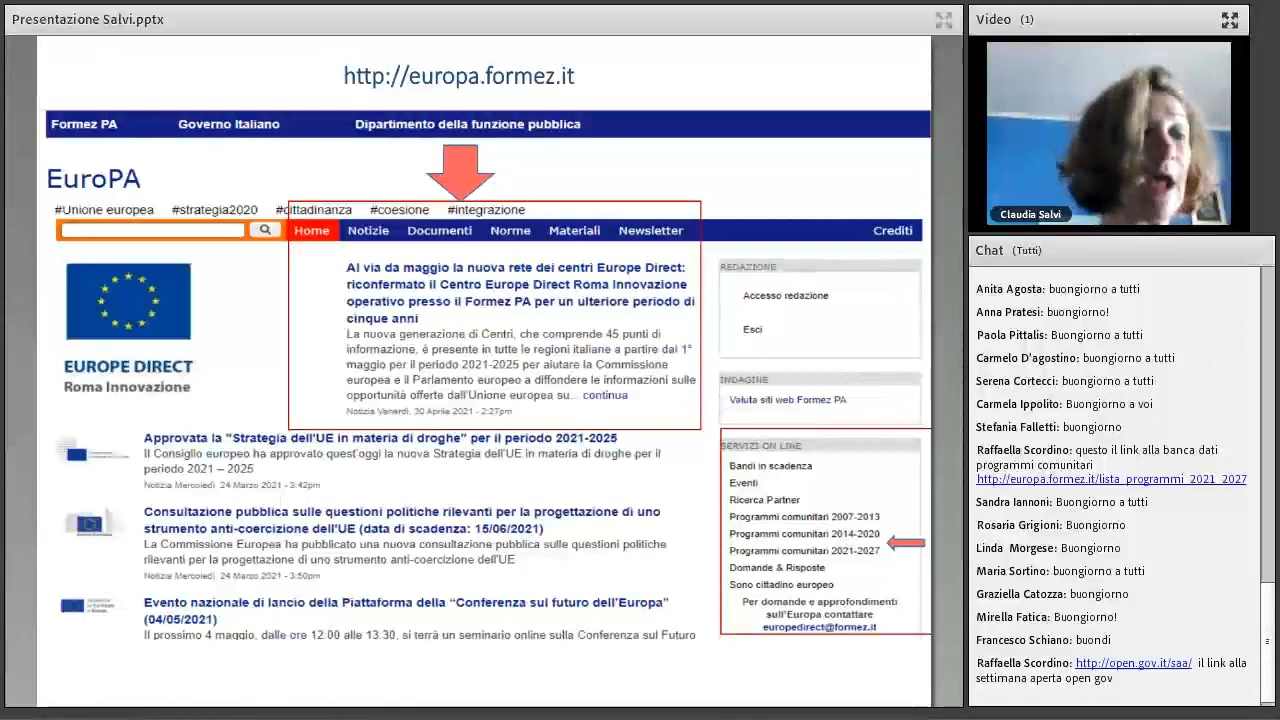 Presentazione Salvi.pptx
http://europa.formez.it
Formez PA Governo Italiano Dipartimento della funzione pubblica
EuroPA
#Unione europea #strategia2020 #cittadinanza #coesione #integrazione
Home Notizie Documenti Norme Materiali Newsletter Crediti
EUROPE DIRECT
Roma Innovazione
Al via da maggio la nuova rete dei centri Europe Direct:
riconfermato il Centro Europe Direct Roma Innovazione
operativo presso il Formez PA per un ulteriore periodo di
cinque anni
La nuova generazione di Centri, che comprende 45 punti di
informazione, è presente in tutte le regioni italiane a partire dal 1°
maggio per il periodo 2021-2025 per aiutare la Commissione
europea e il Parlamento europeo a diffondere le informazioni sulle
opportunità offerte dall'Unione europea su... continua
Notizia Venerdì, 30 Aprile 2021 - 2:27pm
Approvata la "Strategia dell'UE in materia di droghe" per il periodo 2021-2025
Il Consiglio europeo ha approvato quest'oggi la nuova Strategia dell'UE in materia di droghe per il
periodo 2021 – 2025
Notizia Mercoledì, 24 Marzo 2021 - 3:42pm
Consultazione pubblica sulle questioni politiche rilevanti per la progettazione di uno
strumento anti-coercizione dell'UE (data di scadenza: 15/06/2021)
La Commissione Europea ha pubblicato una nuova consultazione pubblica sulle questioni politiche
rilevanti per la progettazione di uno strumento anti-coercizione dell'UE
Notizia Mercoledì, 24 Marzo 2021 - 3:50pm
Evento nazionale di lancio della Piattaforma della “Conferenza sul futuro dell'Europa”
(04/05/2021)
Il prossimo 4 maggio, dalle ore 12.00 alle 13.30, si terrà un seminario online sulla Conferenza sul Futuro
REDAZIONE
Accesso redazione
Esci
INDAGINE
Valuta siti web Formez PA
SERVIZI ON LINE
Bandi in scadenza
Eventi
Ricerca Partner
Programmi comunitari 2007-2013
Programmi comunitari 2014-2020
Programmi comunitari 2021-2027
Domande & Risposte
Sono cittadino europeo
Per domande e approfondimenti
sull'Europa contattare
europedirect@formez.it
Video (1)
Claudia Salvi
Chat (Tutti)
Anita Agosta: buongiorno a tutti
Anna Pratesi: buongiorno!
Paola Pittalis: Buongiorno a tutti
Carmelo D'agostino: buongiorno a tutti
Serena Cortecci: buongiorno a tutti
Carmela Ippolito: Buongiorno a voi
Stefania Falletti: buongiorno
Raffaella Scordino: questo il link alla banca dati
programmi comunitari
http://europa.formez.it/lista_programmi_2021_2027
Sandra Iannoni: Buongiorno a tutti
Rosaria Grigioni: Buongiorno
Linda Morgese: Buongiorno
Maria Sortino: buongiorno a tutti
Graziella Catozza: buongiorno
Mirella Fatica: Buongiorno!
Francesco Schiano: buondi
Raffaella Scordino: http://open.gov.it/saa/ il link alla
settimana aperta open gov